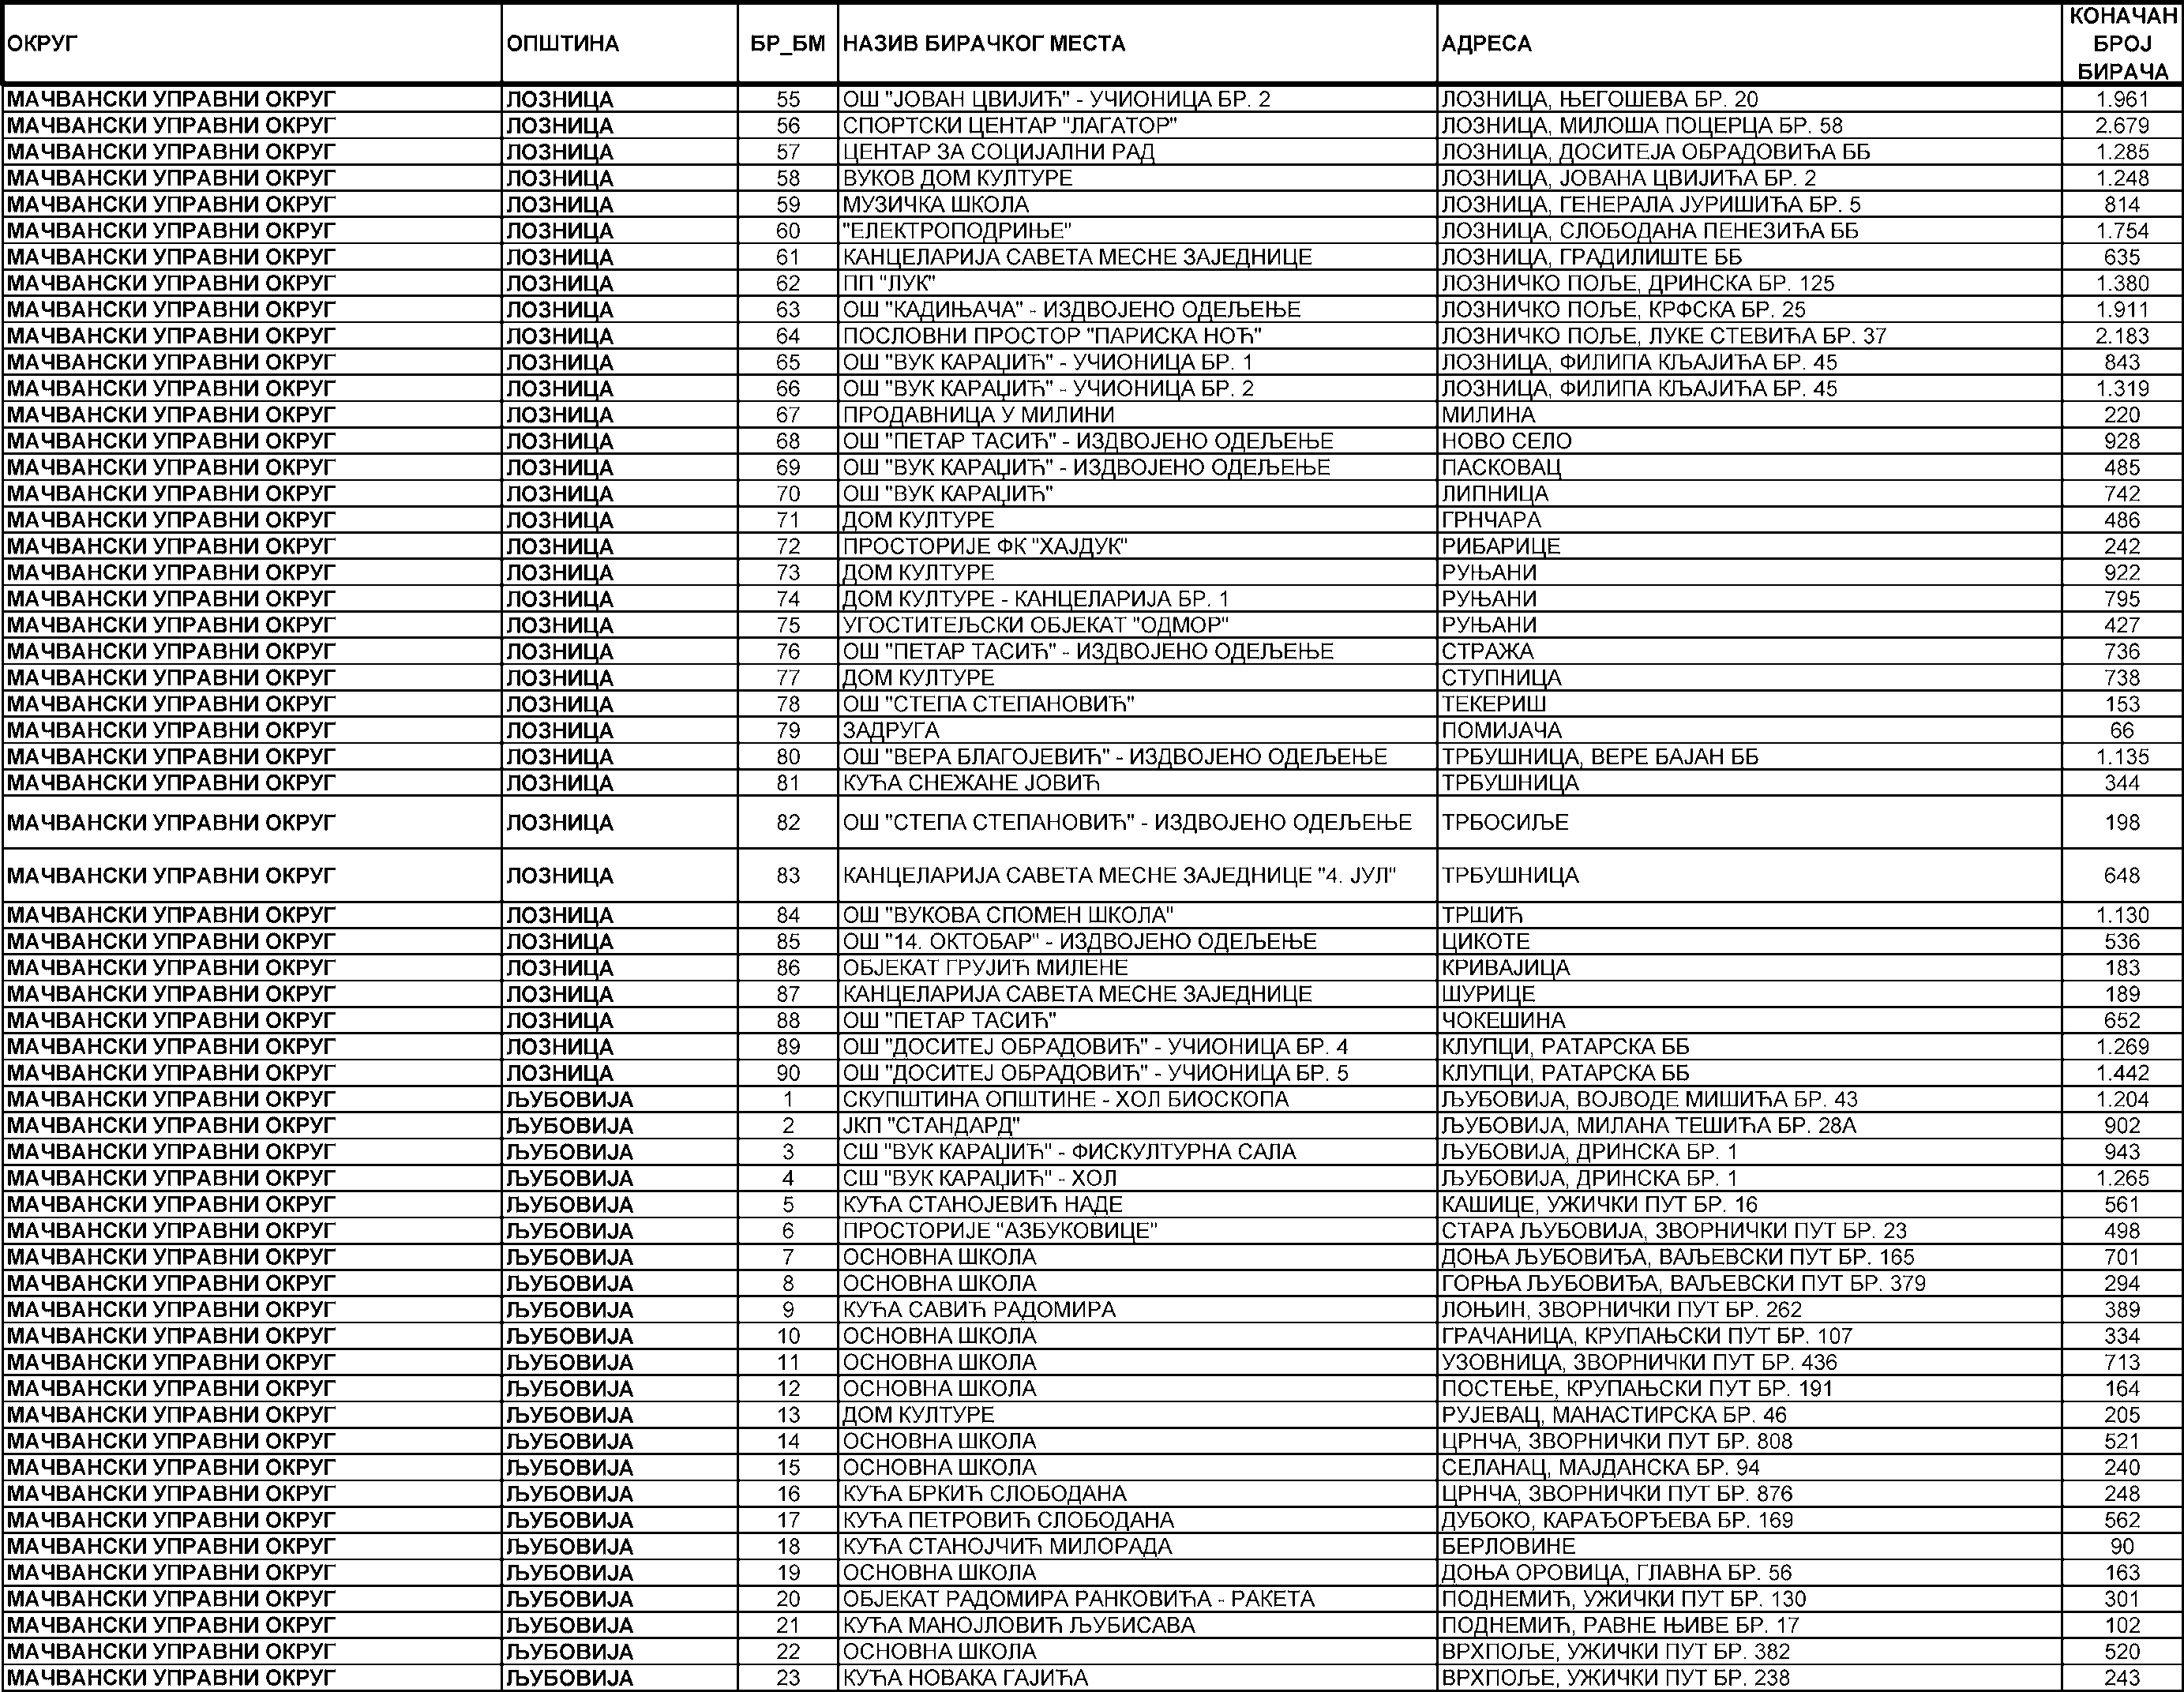 ОКРУГ ОПШТИНА БР_БМ НАЗИВ БИРАЧКОГ МЕСТА АДРЕСА КОНАЧАН БРОЈ БИРАЧА
МАЧВАНСКИ УПРАВНИ ОКРУГ ЛОЗНИЦА 55 ОШ "ЈОВАН ЦВИЈИЋ" - УЧИОНИЦА БР. 2 ЛОЗНИЦА, ЊЕГОШЕВА БР. 20 1.961
МАЧВАНСКИ УПРАВНИ ОКРУГ ЛОЗНИЦА 56 СПОРТСКИ ЦЕНТАР "ЛАГАТОР" ЛОЗНИЦА, МИЛОША ПОЦЕРЦА БР. 58 2.679
МАЧВАНСКИ УПРАВНИ ОКРУГ ЛОЗНИЦА 57 ЦЕНТАР ЗА СОЦИЈАЛНИ РАД ЛОЗНИЦА, ДОСИТЕЈА ОБРАДОВИЋА ББ 1.285
МАЧВАНСКИ УПРАВНИ ОКРУГ ЛОЗНИЦА 58 ВУКОВ ДОМ КУЛТУРЕ ЛОЗНИЦА, ЈОВАНА ЦВИЈИЋА БР. 2 1.248
МАЧВАНСКИ УПРАВНИ ОКРУГ ЛОЗНИЦА 59 МУЗИЧКА ШКОЛА ЛОЗНИЦА, ГЕНЕРАЛА ЈУРИШИЋА БР. 5 814
МАЧВАНСКИ УПРАВНИ ОКРУГ ЛОЗНИЦА 60 "ЕЛЕКТРОПОДРИЊЕ" ЛОЗНИЦА, СЛОБОДАНА ПЕНЕЗИЋА ББ 1.754
МАЧВАНСКИ УПРАВНИ ОКРУГ ЛОЗНИЦА 61 КАНЦЕЛАРИЈА САВЕТА МЕСНЕ ЗАЈЕДНИЦЕ ЛОЗНИЦА, ГРАДИЛИШТЕ ББ 635
МАЧВАНСКИ УПРАВНИ ОКРУГ ЛОЗНИЦА 62 ПП "ЛУК" ЛОЗНИЧКО ПОЉЕ, ДРИНСКА БР. 125 1.380
МАЧВАНСКИ УПРАВНИ ОКРУГ ЛОЗНИЦА 63 ОШ "КАДИЊАЧА" - ИЗДВОЈЕНО ОДЕЉЕЊЕ ЛОЗНИЧКО ПОЉЕ, КРФСКА БР. 25 1.911
МАЧВАНСКИ УПРАВНИ ОКРУГ ЛОЗНИЦА 64 ПОСЛОВНИ ПРОСТОР "ПАРИСКА НОЋ" ЛОЗНИЧКО ПОЉЕ, ЛУКЕ СТЕВИЋА БР. 37 2.183
МАЧВАНСКИ УПРАВНИ ОКРУГ ЛОЗНИЦА 65 ОШ "ВУК КАРАЏИЋ" - УЧИОНИЦА БР. 1 ЛОЗНИЦА, ФИЛИПА КЉАЈИЋА БР. 45 843
МАЧВАНСКИ УПРАВНИ ОКРУГ ЛОЗНИЦА 66 ОШ "ВУК КАРАЏИЋ" - УЧИОНИЦА БР. 2 ЛОЗНИЦА, ФИЛИПА КЉАЈИЋА БР. 45 1.319
МАЧВАНСКИ УПРАВНИ ОКРУГ ЛОЗНИЦА 67 ПРОДАВНИЦА У МИЛИНИ МИЛИНА 220
МАЧВАНСКИ УПРАВНИ ОКРУГ ЛОЗНИЦА 68 ОШ "ПЕТАР ТАСИЋ" - ИЗДВОЈЕНО ОДЕЉЕЊЕ НОВО СЕЛО 928
МАЧВАНСКИ УПРАВНИ ОКРУГ ЛОЗНИЦА 69 ОШ "ВУК КАРАЏИЋ" - ИЗДВОЈЕНО ОДЕЉЕЊЕ ПАСКОВАЦ 485
МАЧВАНСКИ УПРАВНИ ОКРУГ ЛОЗНИЦА 70 ОШ "ВУК КАРАЏИЋ" ЛИПНИЦА 742
МАЧВАНСКИ УПРАВНИ ОКРУГ ЛОЗНИЦА 71 ДОМ КУЛТУРЕ ГРНЧАРА 486
МАЧВАНСКИ УПРАВНИ ОКРУГ ЛОЗНИЦА 72 ПРОСТОРИЈЕ ФК "ХАЈДУК" РИБАРИЦЕ 242
МАЧВАНСКИ УПРАВНИ ОКРУГ ЛОЗНИЦА 73 ДОМ КУЛТУРЕ РУЊАНИ 922
МАЧВАНСКИ УПРАВНИ ОКРУГ ЛОЗНИЦА 74 ДОМ КУЛТУРЕ - КАНЦЕЛАРИЈА БР. 1 РУЊАНИ 795
МАЧВАНСКИ УПРАВНИ ОКРУГ ЛОЗНИЦА 75 УГОСТИТЕЉСКИ ОБЈЕКАТ "ОДМОР" РУЊАНИ 427
МАЧВАНСКИ УПРАВНИ ОКРУГ ЛОЗНИЦА 76 ОШ "ПЕТАР ТАСИЋ" - ИЗДВОЈЕНО ОДЕЉЕЊЕ СТРАЖА 736
МАЧВАНСКИ УПРАВНИ ОКРУГ ЛОЗНИЦА 77 ДОМ КУЛТУРЕ СТУПНИЦА 738
МАЧВАНСКИ УПРАВНИ ОКРУГ ЛОЗНИЦА 78 ОШ "СТЕПА СТЕПАНОВИЋ" ТЕКЕРИШ 153
МАЧВАНСКИ УПРАВНИ ОКРУГ ЛОЗНИЦА 79 ЗАДРУГА ПОМИЈАЧА 66
МАЧВАНСКИ УПРАВНИ ОКРУГ ЛОЗНИЦА 80 ОШ "ВЕРА БЛАГОЈЕВИЋ" - ИЗДВОЈЕНО ОДЕЉЕЊЕ ТРБУШНИЦА, ВЕРЕ БАЈАН ББ 1.135
МАЧВАНСКИ УПРАВНИ ОКРУГ ЛОЗНИЦА 81 КУЋА СНЕЖАНЕ ЈОВИЋ ТРБУШНИЦА 344
МАЧВАНСКИ УПРАВНИ ОКРУГ ЛОЗНИЦА 82 ОШ "СТЕПА СТЕПАНОВИЋ" - ИЗДВОЈЕНО ОДЕЉЕЊЕ ТРБОСИЉЕ 198
МАЧВАНСКИ УПРАВНИ ОКРУГ ЛОЗНИЦА 83 КАНЦЕЛАРИЈА САВЕТА МЕСНЕ ЗАЈЕДНИЦЕ "4. ЈУЛ" ТРБУШНИЦА 648
МАЧВАНСКИ УПРАВНИ ОКРУГ ЛОЗНИЦА 84 ОШ "ВУКОВА СПОМЕН ШКОЛА" ТРШИЋ 1.130
МАЧВАНСКИ УПРАВНИ ОКРУГ ЛОЗНИЦА 85 ОШ "14. ОКТОБАР" - ИЗДВОЈЕНО ОДЕЉЕЊЕ ЦИКОТЕ 536
МАЧВАНСКИ УПРАВНИ ОКРУГ ЛОЗНИЦА 86 ОБЈЕКАТ ГРУЈИЋ МИЛЕНЕ КРИВАЈИЦА 183
МАЧВАНСКИ УПРАВНИ ОКРУГ ЛОЗНИЦА 87 КАНЦЕЛАРИЈА САВЕТА МЕСНЕ ЗАЈЕДНИЦЕ ШУРИЦЕ 189
МАЧВАНСКИ УПРАВНИ ОКРУГ ЛОЗНИЦА 88 ОШ "ПЕТАР ТАСИЋ" ЧОКЕШИНА 652
МАЧВАНСКИ УПРАВНИ ОКРУГ ЛОЗНИЦА 89 ОШ "ДОСИТЕЈ ОБРАДОВИЋ" - УЧИОНИЦА БР. 4 КЛУПЦИ, РАТАРСКА ББ 1.269
МАЧВАНСКИ УПРАВНИ ОКРУГ ЛОЗНИЦА 90 ОШ "ДОСИТЕЈ ОБРАДОВИЋ" - УЧИОНИЦА БР. 5 КЛУПЦИ, РАТАРСКА ББ 1.442
МАЧВАНСКИ УПРАВНИ ОКРУГ ЉУБОВИЈА 1 СКУПШТИНА ОПШТИНЕ - ХОЛ БИОСКОПА ЉУБОВИЈА, ВОЈВОДЕ МИШИЋА БР. 43 1.204
МАЧВАНСКИ УПРАВНИ ОКРУГ ЉУБОВИЈА 2 ЈКП "СТАНДАРД" ЉУБОВИЈА, МИЛАНА ТЕШИЋА БР. 28А 902
МАЧВАНСКИ УПРАВНИ ОКРУГ ЉУБОВИЈА 3 СШ "ВУК КАРАЏИЋ" - ФИСКУЛТУРНА САЛА ЉУБОВИЈА, ДРИНСКА БР. 1 943
МАЧВАНСКИ УПРАВНИ ОКРУГ ЉУБОВИЈА 4 СШ "ВУК КАРАЏИЋ" - ХОЛ ЉУБОВИЈА, ДРИНСКА БР. 1 1.265
МАЧВАНСКИ УПРАВНИ ОКРУГ ЉУБОВИЈА 5 КУЋА СТАНОЈЕВИЋ НАДЕ КАШИЦЕ, УЖИЧКИ ПУТ БР. 16 561
МАЧВАНСКИ УПРАВНИ ОКРУГ ЉУБОВИЈА 6 ПРОСТОРИЈЕ "АЗБУКОВИЦЕ" СТАРА ЉУБОВИЈА, ЗВОРНИЧКИ ПУТ БР. 23 498
МАЧВАНСКИ УПРАВНИ ОКРУГ ЉУБОВИЈА 7 ОСНОВНА ШКОЛА ДОЊА ЉУБОВИЂА, ВАЉЕВСКИ ПУТ БР. 165 701
МАЧВАНСКИ УПРАВНИ ОКРУГ ЉУБОВИЈА 8 ОСНОВНА ШКОЛА ГОРЊА ЉУБОВИЂА, ВАЉЕВСКИ ПУТ БР. 379 294
МАЧВАНСКИ УПРАВНИ ОКРУГ ЉУБОВИЈА 9 КУЋА САВИЋ РАДОМИРА ЛОЊИН, ЗВОРНИЧКИ ПУТ БР. 262 389
МАЧВАНСКИ УПРАВНИ ОКРУГ ЉУБОВИЈА 10 ОСНОВНА ШКОЛА ГРАЧАНИЦА, КРУПАЊСКИ ПУТ БР. 107 334
МАЧВАНСКИ УПРАВНИ ОКРУГ ЉУБОВИЈА 11 ОСНОВНА ШКОЛА УЗОВНИЦА, ЗВОРНИЧКИ ПУТ БР. 436 713
МАЧВАНСКИ УПРАВНИ ОКРУГ ЉУБОВИЈА 12 ОСНОВНА ШКОЛА ПОСТЕЊЕ, КРУПАЊСКИ ПУТ БР. 191 164
МАЧВАНСКИ УПРАВНИ ОКРУГ ЉУБОВИЈА 13 ДОМ КУЛТУРЕ РУЈЕВАЦ, МАНАСТИРСКА БР. 46 205
МАЧВАНСКИ УПРАВНИ ОКРУГ ЉУБОВИЈА 14 ОСНОВНА ШКОЛА ЦРНЧА, ЗВОРНИЧКИ ПУТ БР. 808 521
МАЧВАНСКИ УПРАВНИ ОКРУГ ЉУБОВИЈА 15 ОСНОВНА ШКОЛА СЕЛАНАЦ, МАЈДАНСКА БР. 94 240
МАЧВАНСКИ УПРАВНИ ОКРУГ ЉУБОВИЈА 16 КУЋА БРКИЋ СЛОБОДАНА ЦРНЧА, ЗВОРНИЧКИ ПУТ БР. 876 248
МАЧВАНСКИ УПРАВНИ ОКРУГ ЉУБОВИЈА 17 КУЋА ПЕТРОВИЋ СЛОБОДАНА ДУБОКО, КАРАЂОРЂЕВА БР. 169 562
МАЧВАНСКИ УПРАВНИ ОКРУГ ЉУБОВИЈА 18 КУЋА СТАНОЈЧИЋ МИЛОРАДА БЕРЛОВИНЕ 90
МАЧВАНСКИ УПРАВНИ ОКРУГ ЉУБОВИЈА 19 ОСНОВНА ШКОЛА ДОЊА ОРОВИЦА, ГЛАВНА БР. 56 163
МАЧВАНСКИ УПРАВНИ ОКРУГ ЉУБОВИЈА 20 ОБЈЕКАТ РАДОМИРА РАНКОВИЋА - РАКЕТА ПОДНЕМИЋ, УЖИЧКИ ПУТ БР. 130 301
МАЧВАНСКИ УПРАВНИ ОКРУГ ЉУБОВИЈА 21 КУЋА МАНОЈЛОВИЋ ЉУБИСАВА ПОДНЕМИЋ, РАВНЕ ЊИВЕ БР. 17 102
МАЧВАНСКИ УПРАВНИ ОКРУГ ЉУБОВИЈА 22 ОСНОВНА ШКОЛА ВРХПОЉЕ, УЖИЧКИ ПУТ БР. 382 520
МАЧВАНСКИ УПРАВНИ ОКРУГ ЉУБОВИЈА 23 КУЋА НОВАКА ГАЈИЋА ВРХПОЉЕ, УЖИЧКИ ПУТ БР. 238 243